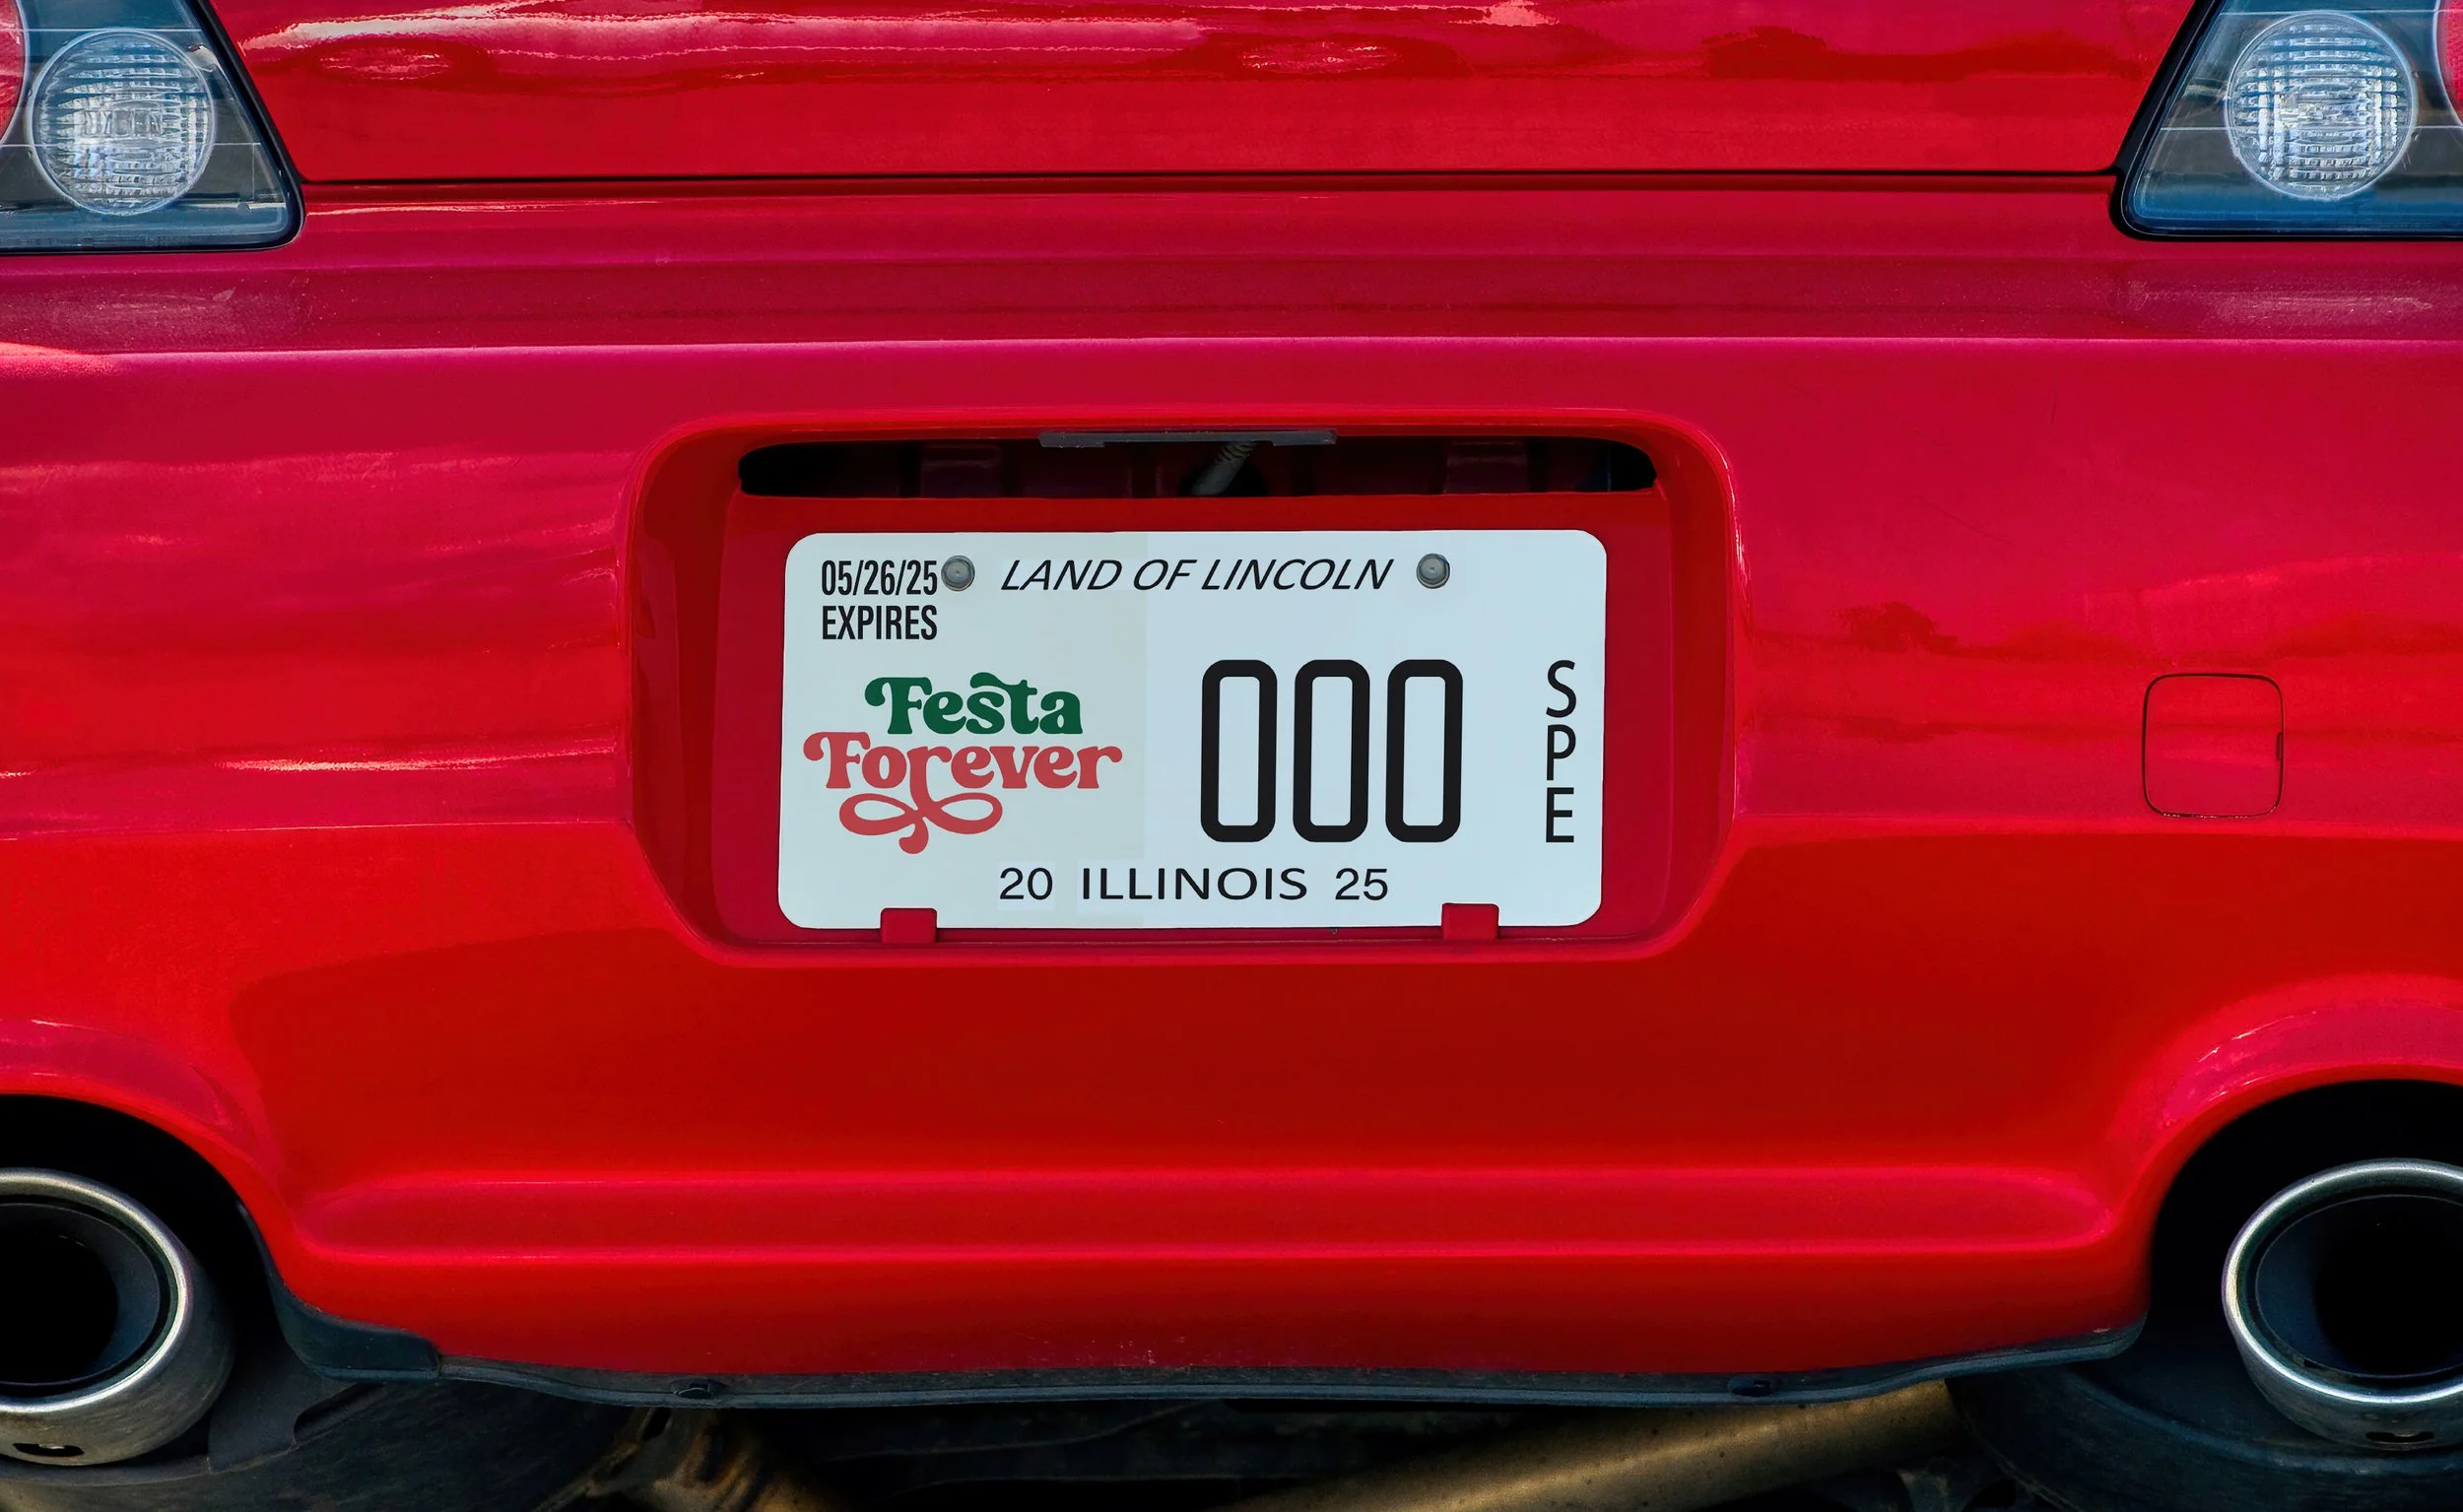 05/26/25 LAND OF LINCOLN
EXPIRES
Festa
Forever
000
SPE
20 ILLINOIS 25